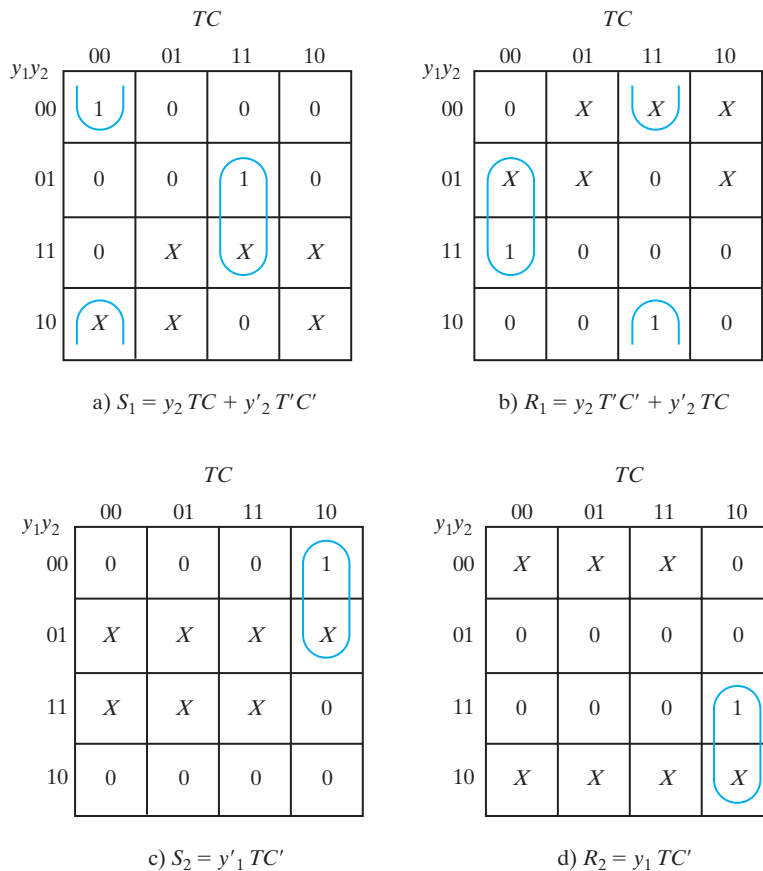 TC
TC
00 01 11 10
00 01 11 10
y₁y₂
y₁y₂
00 1 0 0 0
00 0 X X X
01 0 0 1 0
01 X X 0 X
11 0 X X X
11 1 0 0 0
10 X X 0 X
10 0 0 1 0
a) S₁ = y₂ TC + y′₂ T′C′
b) R₁ = y₂ T′C′ + y′₂ TC
TC
TC
00 01 11 10
00 01 11 10
y₁y₂
y₁y₂
00 0 0 0 1
00 X X X 0
01 X X X X
01 0 0 0 0
11 X X X 0
11 0 0 0 1
10 0 0 0 0
10 X X X X
c) S₂ = y′₁ TC′
d) R₂ = y₁ TC′